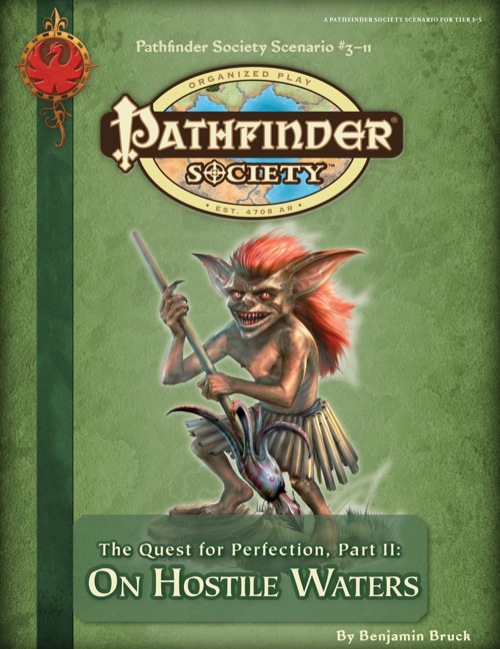 A PATHFINDER SOCIETY SCENARIO FOR TIER 1–5
Pathfinder Society Scenario #3–11
ORGANIZED PLAY
PATHFINDER®
SOCIETY™
• EST. 4708 AR •
The Quest for Perfection, Part II:
On Hostile Waters
By Benjamin Bruck